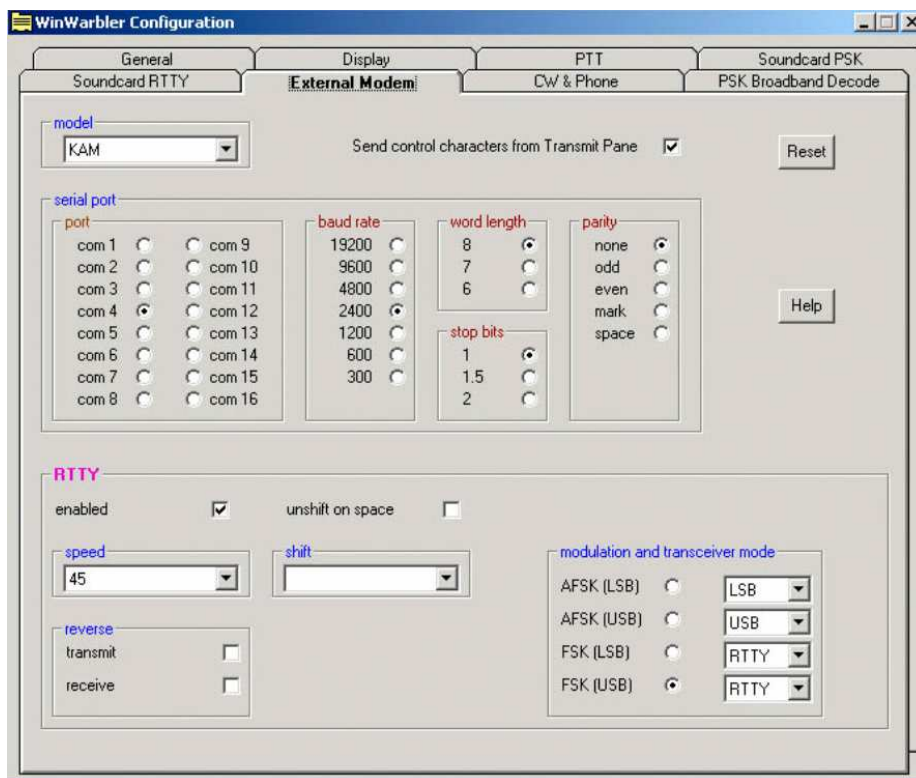 WinWarbler Configuration
General Display PTT Soundcard PSK
Soundcard RTTY External Modem CW & Phone PSK Broadband Decode
model
KAM
Send control characters from Transmit Pane
Reset
serial port
port
com 1 com 9
com 2 com 10
com 3 com 11
com 4 com 12
com 5 com 13
com 6 com 14
com 7 com 15
com 8 com 16
baud rate
19200
9600
4800
2400
1200
600
300
word length
8
7
6
stop bits
1
1.5
2
parity
none
odd
even
mark
space
Help
RTTY
enabled
unshift on space
speed
45
shift
reverse
transmit
receive
modulation and transceiver mode
AFSK (LSB) LSB
AFSK (USB) USB
FSK (LSB) RTTY
FSK (USB) RTTY